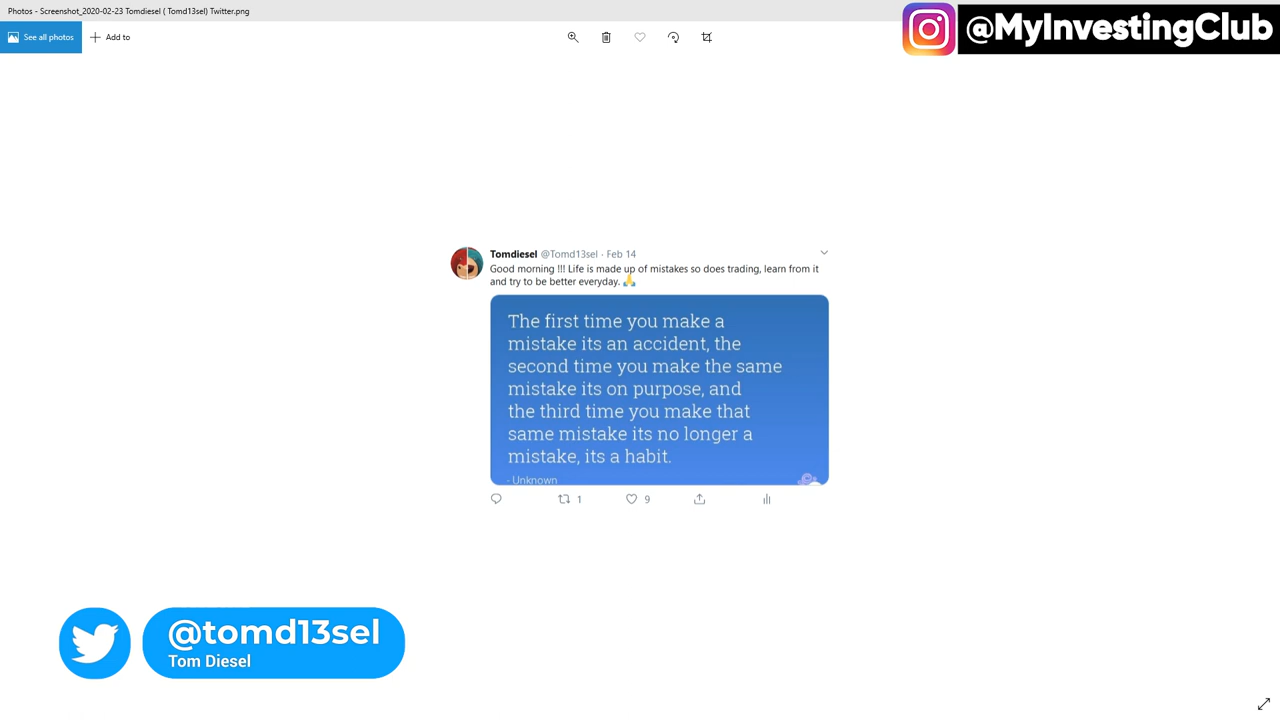 Photos - Screenshot_2020-02-23 Tomdiesel ( Tomd13sel) Twitter.png
See all photos
Add to
@MyInvestingClub
Tomdiesel @Tomd13sel · Feb 14
Good morning !!! Life is made up of mistakes so does trading, learn from it
and try to be better everyday. 🙏
The first time you make a
mistake its an accident, the
second time you make the same
mistake its on purpose, and
the third time you make that
same mistake its no longer a
mistake, its a habit.
- Unknown
1
9
@tomd13sel
Tom Diesel